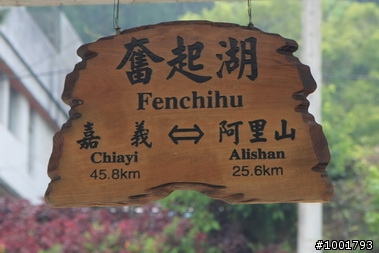 奮起湖
Fenchihu
嘉義 ⇔ 阿里山
Chiayi Alishan
45.8km 25.6km
#1001793